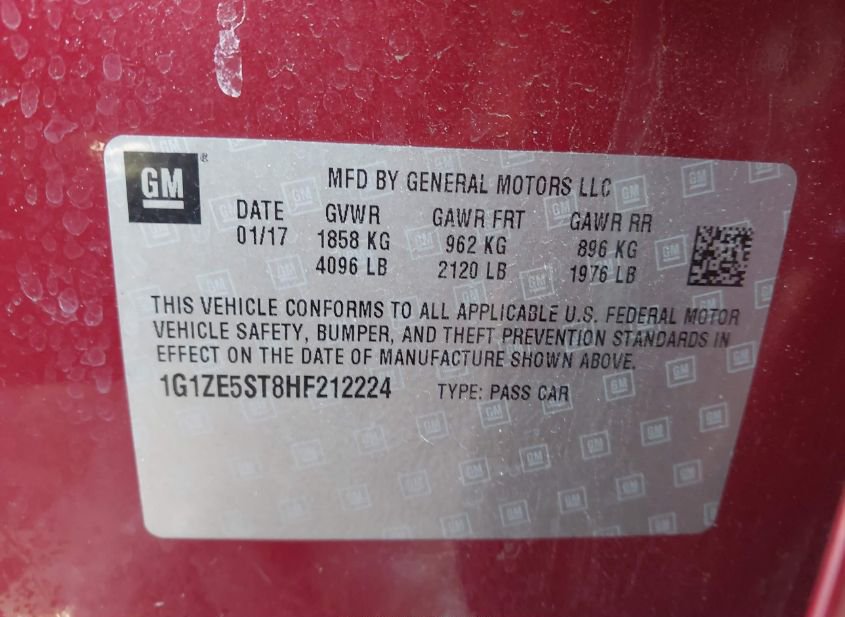 GM®
MFD BY GENERAL MOTORS LLC
DATE GVWR GAWR FRT GAWR RR
01/17 1858 KG 962 KG 896 KG
4096 LB 2120 LB 1976 LB
THIS VEHICLE CONFORMS TO ALL APPLICABLE U.S. FEDERAL MOTOR
VEHICLE SAFETY, BUMPER, AND THEFT PREVENTION STANDARDS IN
EFFECT ON THE DATE OF MANUFACTURE SHOWN ABOVE.
1G1ZE5ST8HF212224 TYPE: PASS CAR